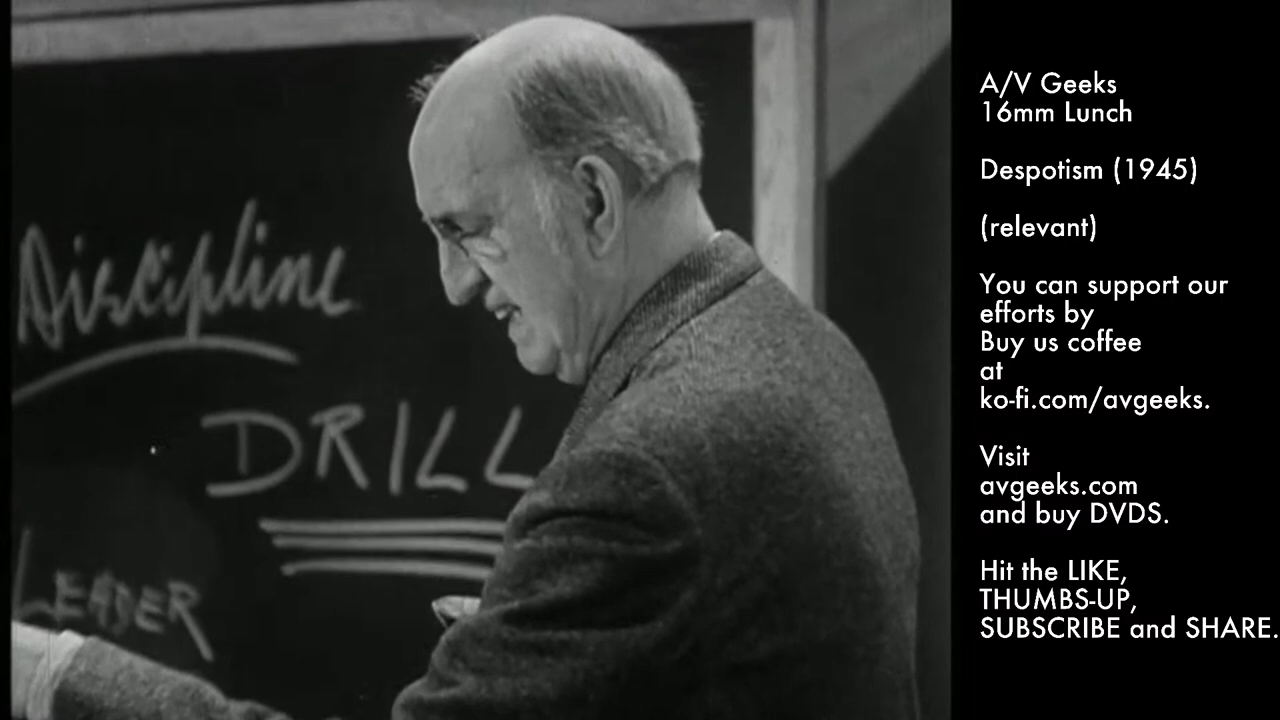 Discipline
DRILL
LEADER
A/V Geeks
16mm Lunch
Despotism (1945)
(relevant)
You can support our
efforts by
Buy us coffee
at
ko-fi.com/avgeeks.
Visit
avgeeks.com
and buy DVDS.
Hit the LIKE,
THUMBS-UP,
SUBSCRIBE and SHARE.